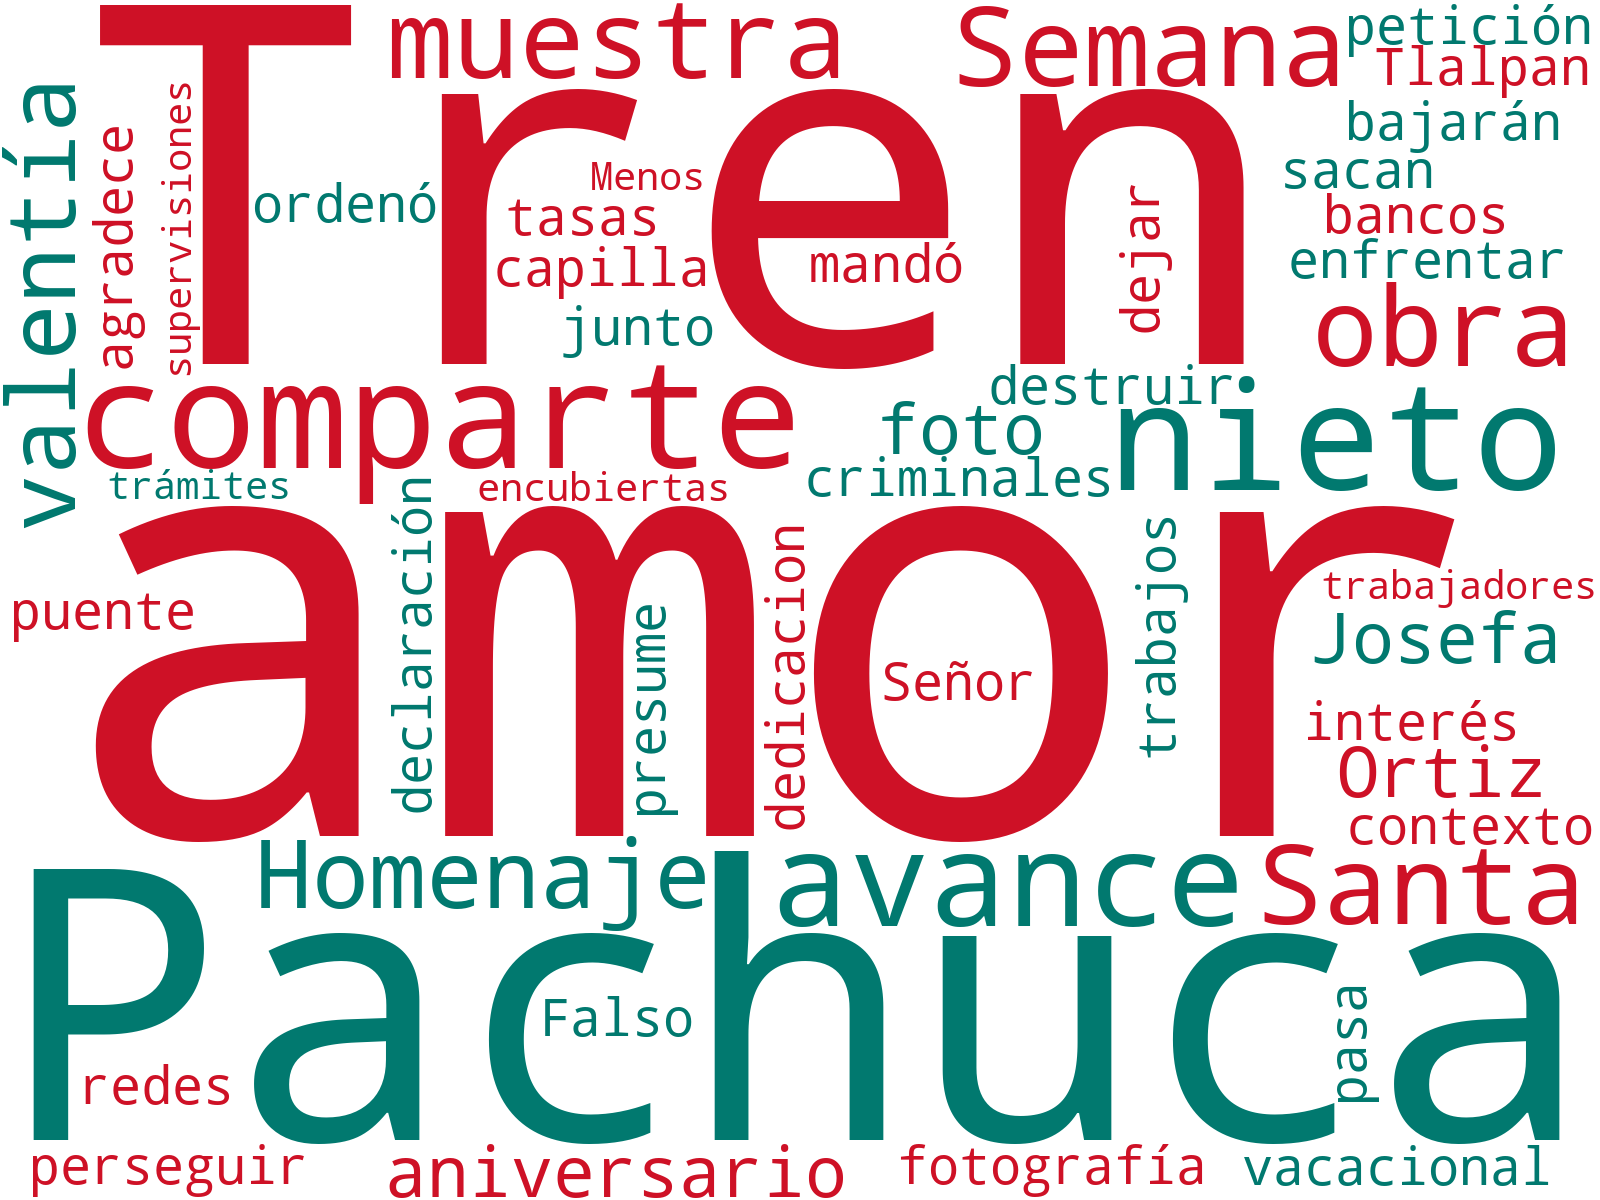 Tren
muestra
Semana
petición
Tlalpan
bajarán
sacan
bancos
enfrentar
valentía
agradece
supervisiones
ordenó
Menos
tasas
capilla
junto
mandó
dejar
obra
comparte
destruir
foto
nieto
criminales
trámites
encubiertas
declaración
amor
puente
presume
dedicacion
Señor
trabajos
trabajadores
Josefa
interés
Ortiz
contexto
Homenaje
avance
Santa
Pachuca
Falso
pasa
redes
perseguir
aniversario
fotografía
vacacional